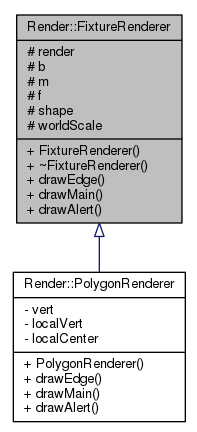 Render::FixtureRenderer
# render
# b
# m
# f
# shape
# worldScale
+ FixtureRenderer()
+ ~FixtureRenderer()
+ drawEdge()
+ drawMain()
+ drawAlert()
Render::PolygonRenderer
- vert
- localVert
- localCenter
+ PolygonRenderer()
+ drawEdge()
+ drawMain()
+ drawAlert()